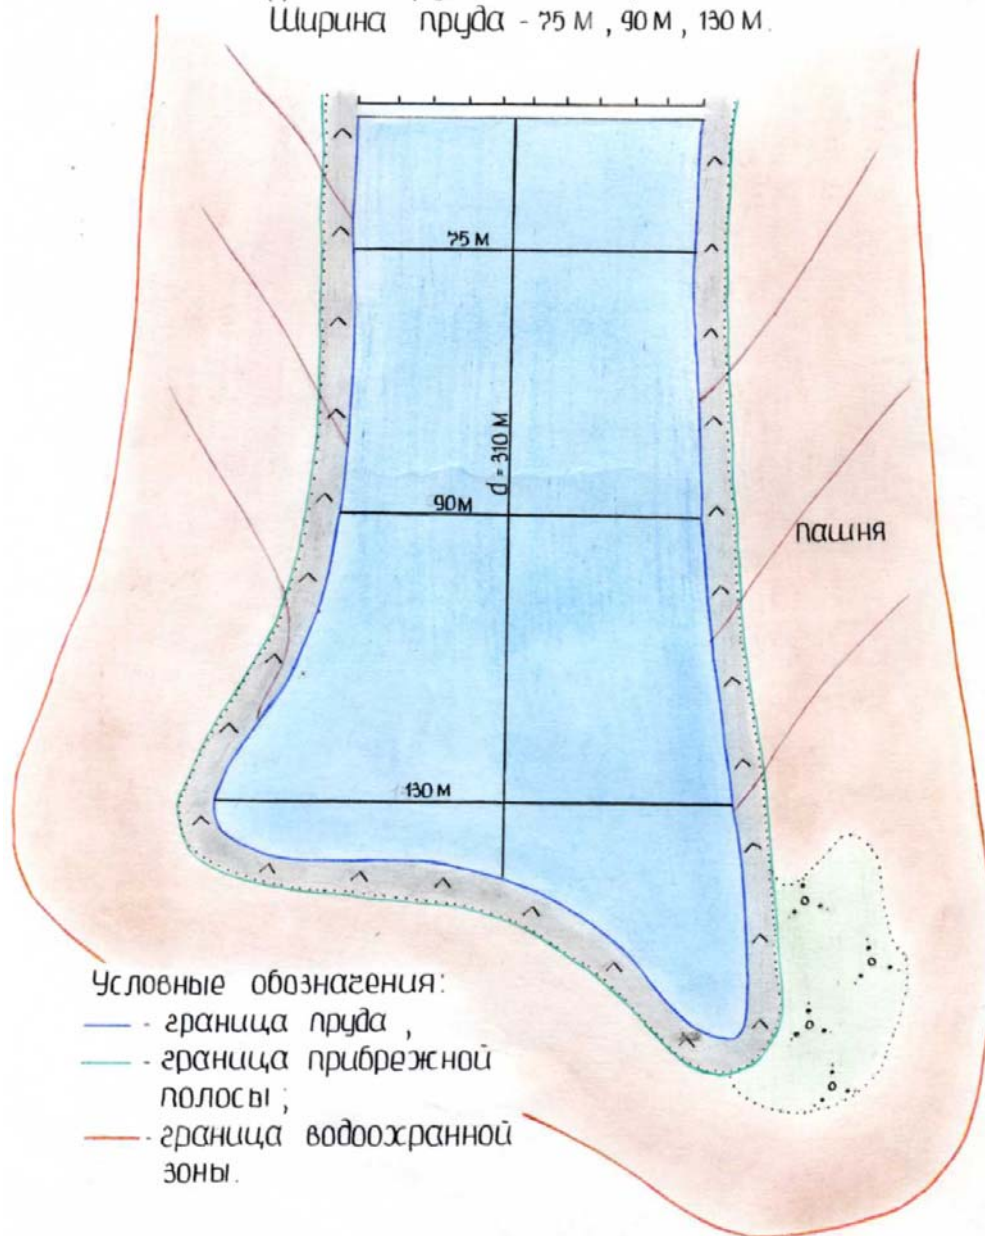 Ширина пруда - 75 м, 90 м, 130 м.
75 м
d = 310 м
90м
пашня
130 м
Условные обозначения:
- граница пруда,
- граница прибрежной
полосы;
- граница водоохранной
зоны.